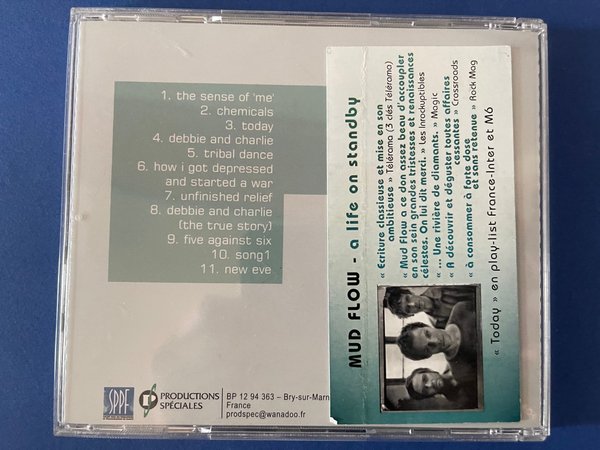 1. the sense of 'me'
2. chemicals
3. today
4. debbie and charlie
5. tribal dance
6. how i got depressed
and started a war
7. unfinished relief
8. debbie and charlie
(the true story)
9. five against six
10. song1
11. new eve
SPPF
PRODUCTIONS
SPÉCIALES
BP 12 94 363 – Bry-sur-Marn
France
prodspec@wanadoo.fr
MUD FLOW - a life on standby
« Ecriture classieuse et mise en son
ambitieuse » Télérama (3 clés Télérama)
« Mud Flow a ce don assez beau d'accoupler
en son sein grandes tristesses et renaissances
célestes. On lui dit merci. » Les Inrockuptibles
« ... Une rivière de diamants. » Magic
« A découvrir et déguster toutes affaires
cessantes » Crossroads
« à consommer à forte dose
et sans retenue » Rock Mag
« Today » en play-list France-Inter et M6